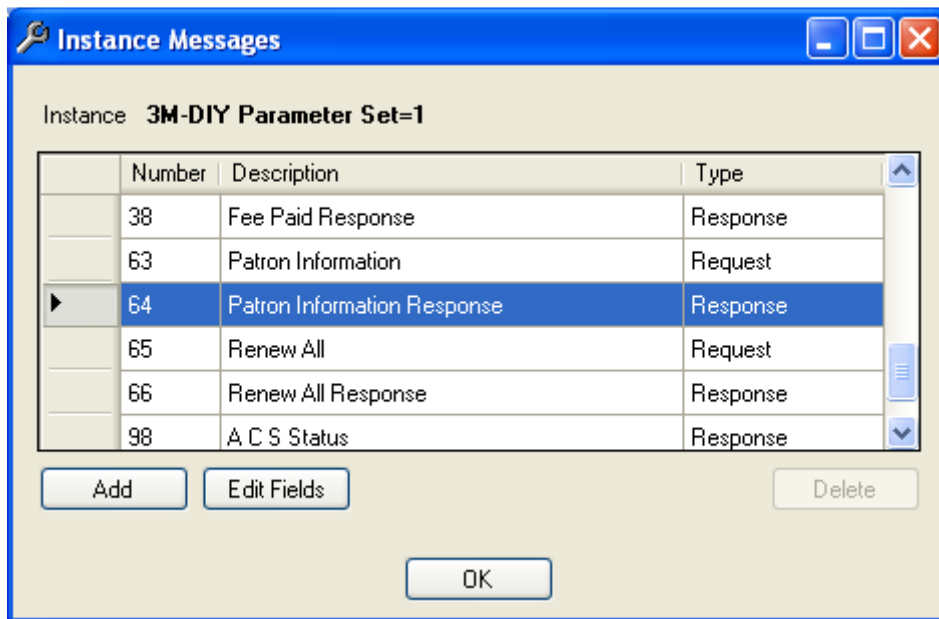 Instance Messages
Instance 3M-DIY Parameter Set=1
Number Description Type
38 Fee Paid Response Response
63 Patron Information Request
64 Patron Information Response Response
65 Renew All Request
66 Renew All Response Response
98 A C S Status Response
Add Edit Fields Delete
OK